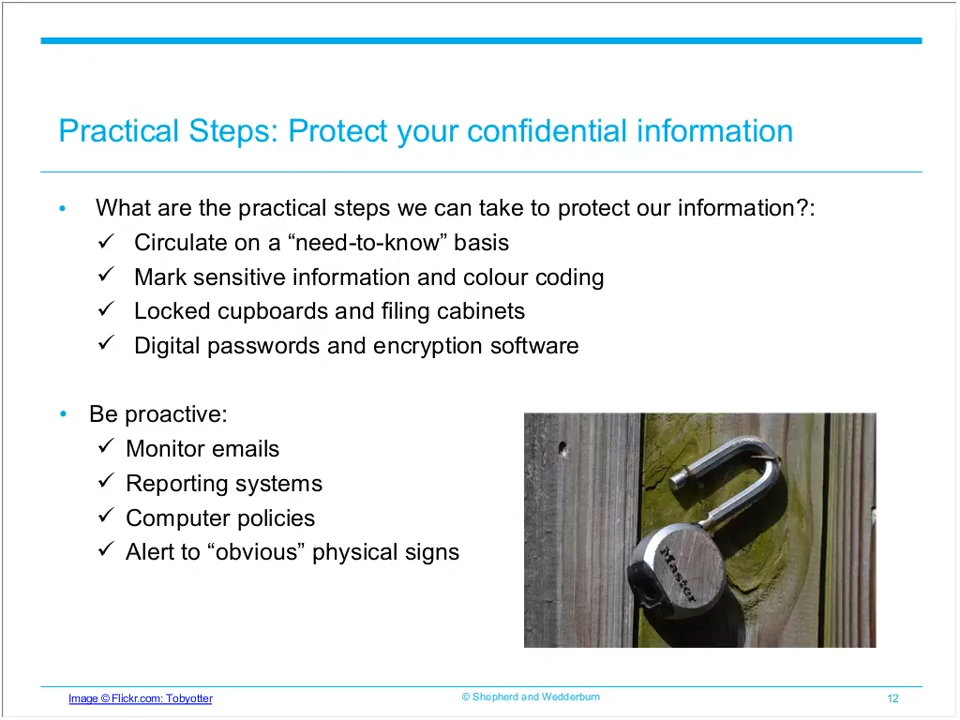 Practical Steps: Protect your confidential information
• What are the practical steps we can take to protect our information?:
✓ Circulate on a “need-to-know” basis
✓ Mark sensitive information and colour coding
✓ Locked cupboards and filing cabinets
✓ Digital passwords and encryption software
• Be proactive:
✓ Monitor emails
✓ Reporting systems
✓ Computer policies
✓ Alert to “obvious” physical signs
Master
Image © Flickr.com: Tobyotter
© Shepherd and Wedderburn
12